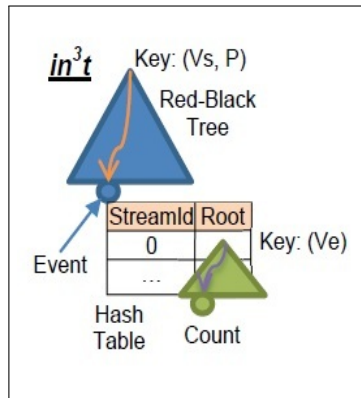 in³t
Key: (Vs, P)
Red-Black
Tree
StreamId Root
0
Key: (Ve)
Event
...
Hash
Table
Count